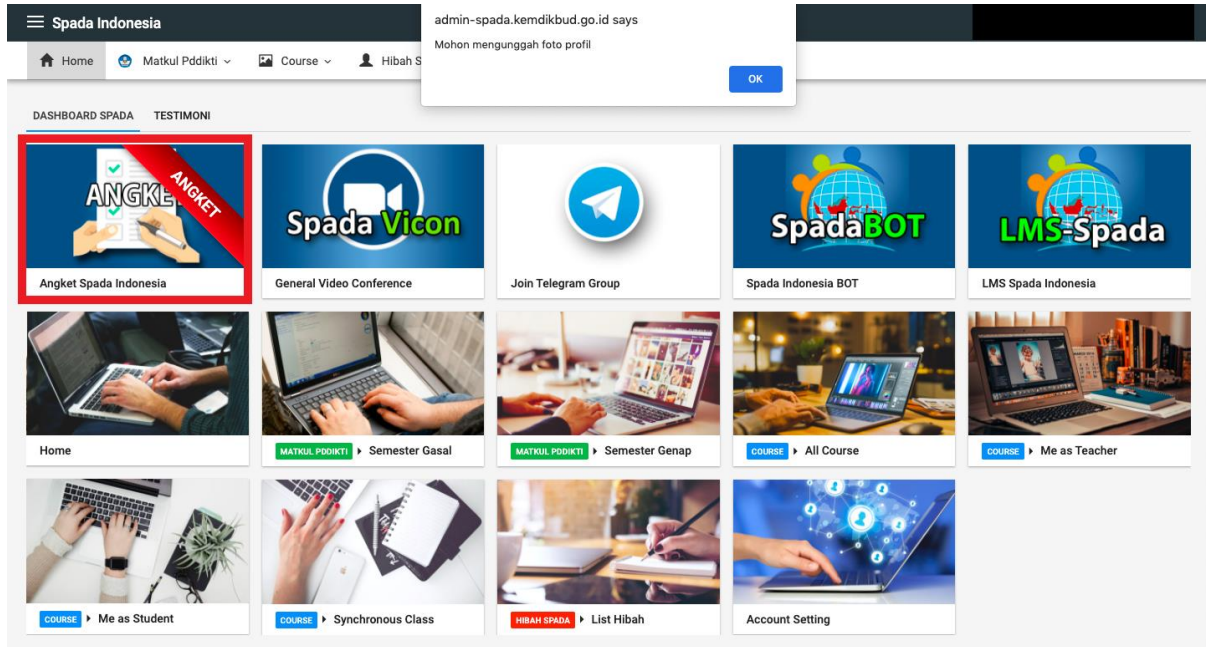 Spada Indonesia
admin-spada.kemdikbud.go.id says
Mohon mengunggah foto profil
OK
Home
Matkul Pddikti
Course
Hibah S
DASHBOARD SPADA
TESTIMONI
ANGKET
ANGKET
Angket Spada Indonesia
Spada Vicon
General Video Conference
Join Telegram Group
SpadaBOT
Spada Indonesia BOT
LMS-Spada
LMS Spada Indonesia
Home
MATKUL PDDIKTI Semester Gasal
MATKUL PDDIKTI Semester Genap
COURSE All Course
COURSE Me as Teacher
COURSE Me as Student
COURSE Synchronous Class
HIBAH SPADA List Hibah
Account Setting